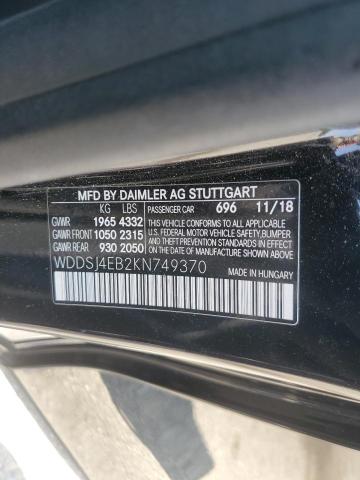 MFD BY DAIMLER AG STUTTGART
KG LBS PASSENGER CAR 696 11/18
GVWR 1965 4332 THIS VEHICLE CONFORMS TO ALL APPLICABLE
GAWR FRONT 1050 2315 U.S. FEDERAL MOTOR VEHICLE SAFETY, BUMPER,
GAWR REAR 930 2050 AND THEFT PREVENTION STANDARDS IN EFFECT
ON THE DATE OF MANUFACTURE SHOWN ABOVE.
WDDSJ4EB2KN749370 MADE IN HUNGARY